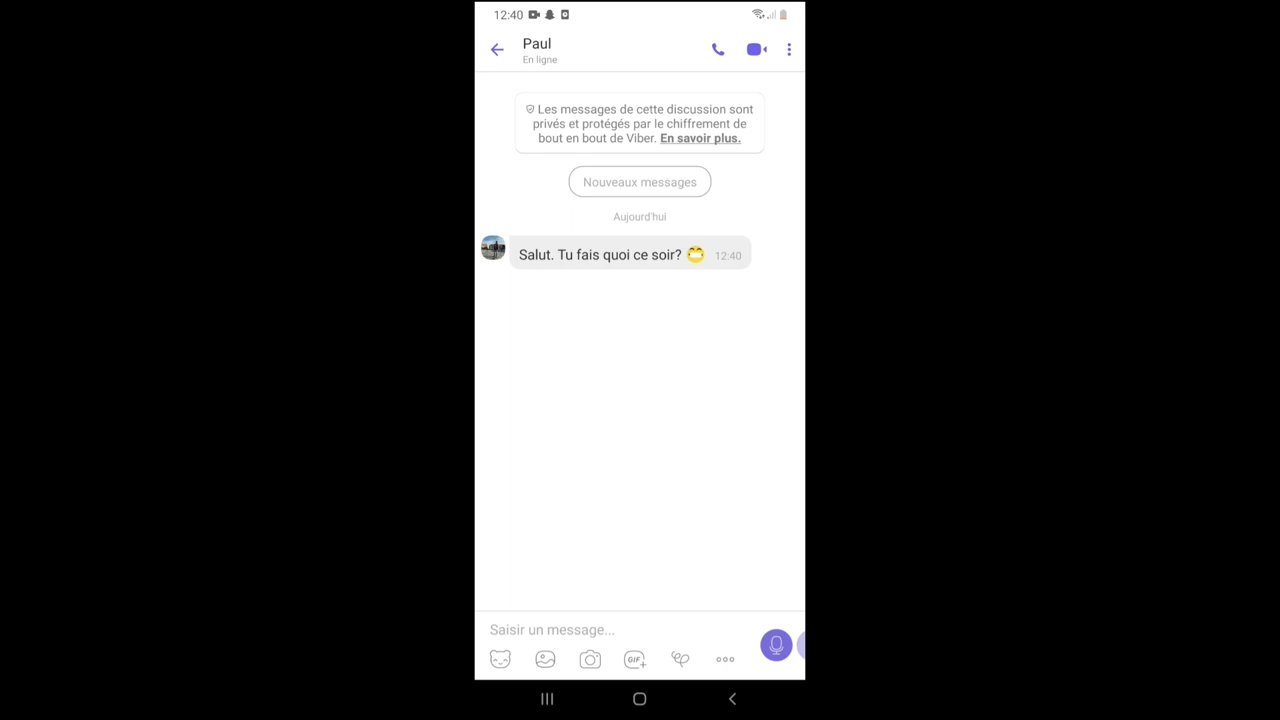 12:40
Paul
En ligne
Les messages de cette discussion sont
privés et protégés par le chiffrement de
bout en bout de Viber. En savoir plus.
Nouveaux messages
Aujourd'hui
Salut. Tu fais quoi ce soir? 12:40
Saisir un message...
GIF